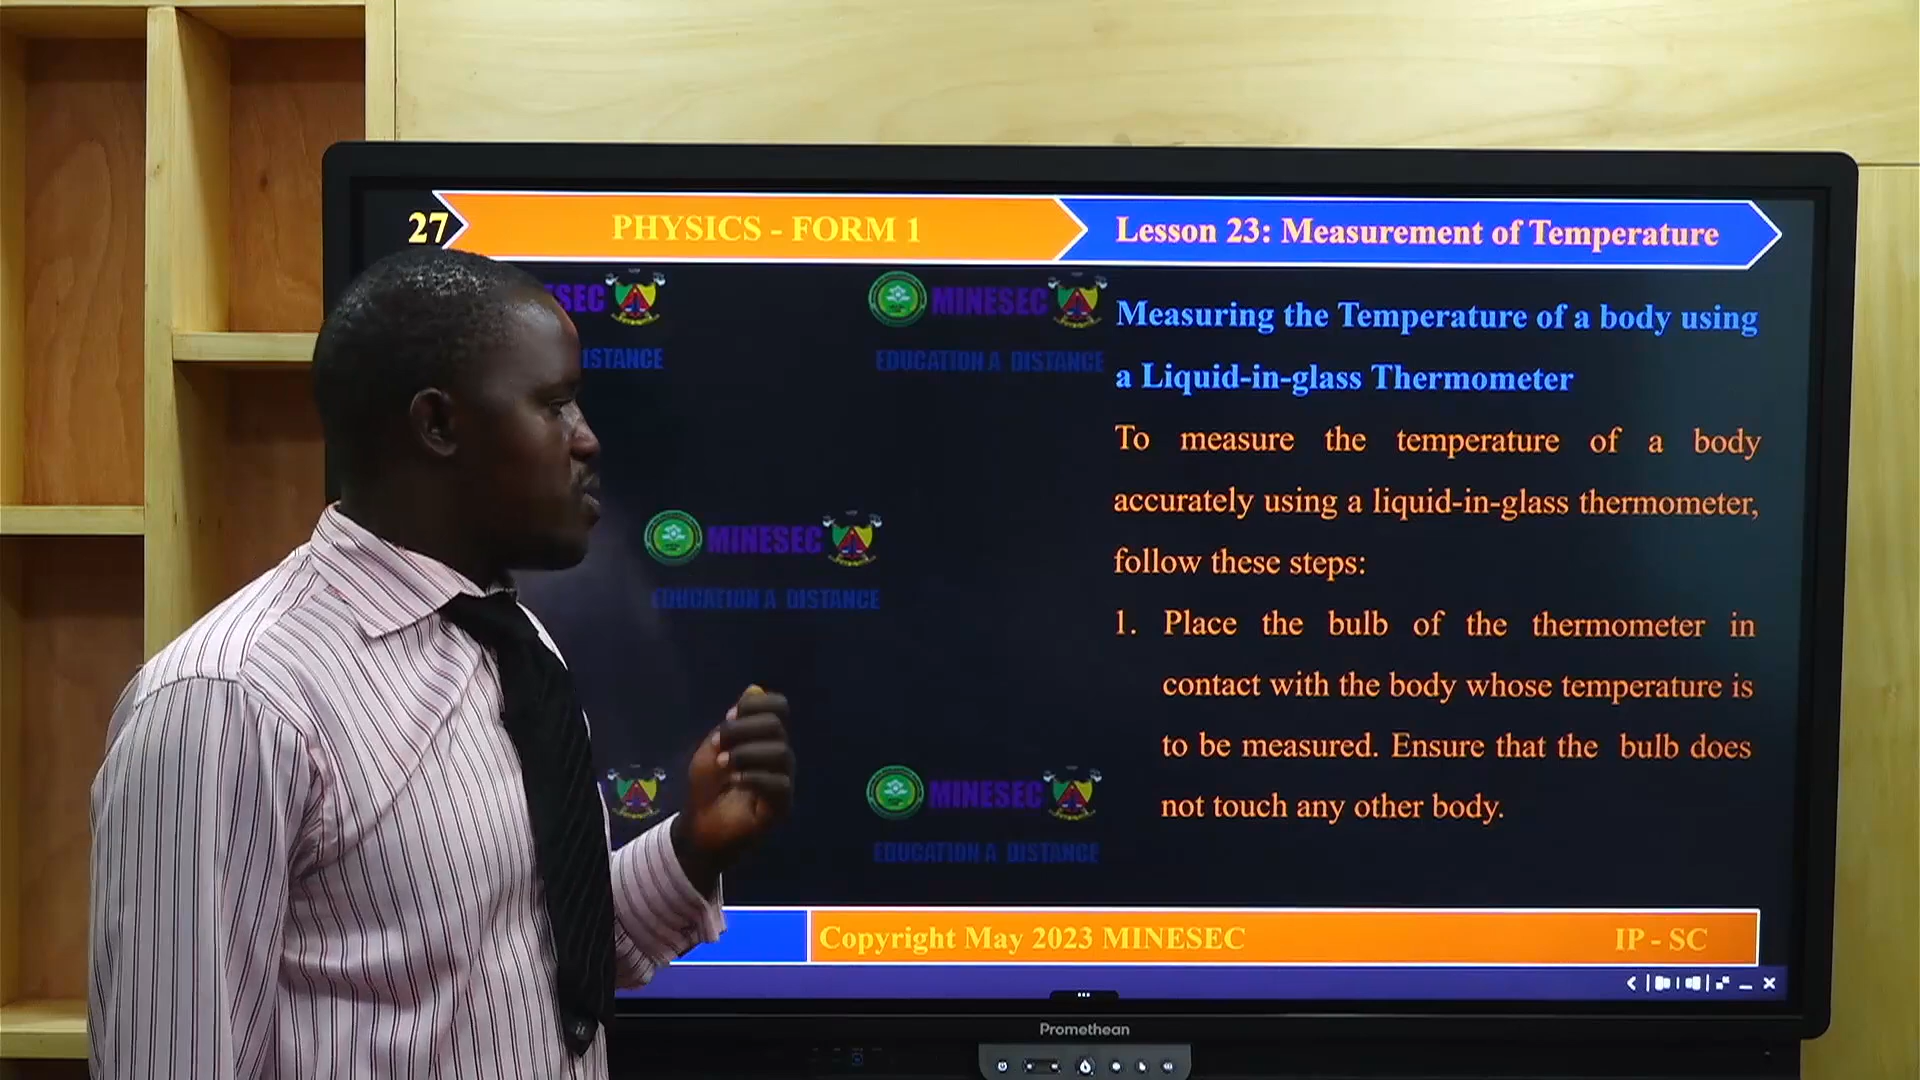 27
PHYSICS - FORM 1
Lesson 23: Measurement of Temperature
SEC
MINESEC
ISTANCE
EDUCATION A DISTANCE
Measuring the Temperature of a body using
a Liquid-in-glass Thermometer
To measure the temperature of a body
accurately using a liquid-in-glass thermometer,
follow these steps:
1. Place the bulb of the thermometer in
contact with the body whose temperature is
to be measured. Ensure that the bulb does
not touch any other body.
MINESEC
EDUCATION A DISTANCE
MINESEC
EDUCATION A DISTANCE
Copyright May 2023 MINESEC
IP - SC
Promethean